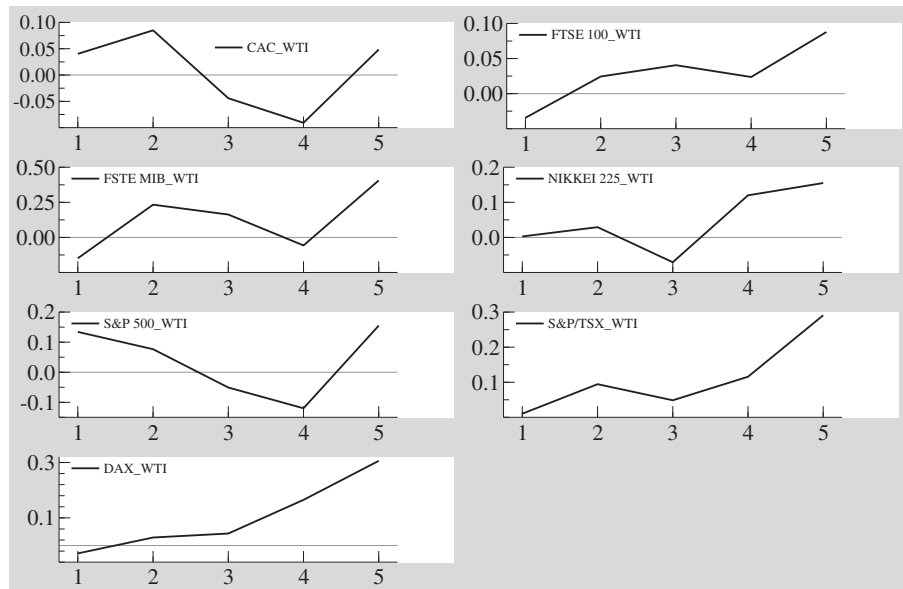 CAC_WTI
0.10
0.05
0.00
-0.05
1 2 3 4 5
FTSE 100_WTI
0.10
0.05
0.00
1 2 3 4 5
FSTE MIB_WTI
0.50
0.25
0.00
1 2 3 4 5
NIKKEI 225_WTI
0.2
0.1
0.0
1 2 3 4 5
S&P 500_WTI
0.2
0.1
0.0
-0.1
1 2 3 4 5
S&P/TSX_WTI
0.3
0.2
0.1
1 2 3 4 5
DAX_WTI
0.3
0.1
1 2 3 4 5